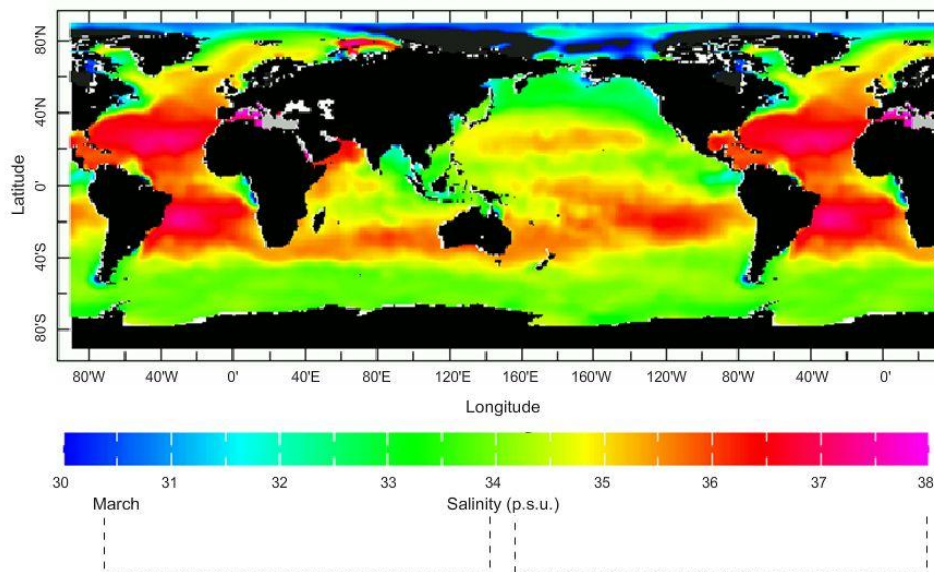 80'N
40'N
0'
40'S
80'S
Latitude
80'W 40'W 0' 40'E 80'E 120'E 160'E 160'W 120'W 80'W 40'W 0'
Longitude
30 31 32 33 34 35 36 37 38
March Salinity (p.s.u.)